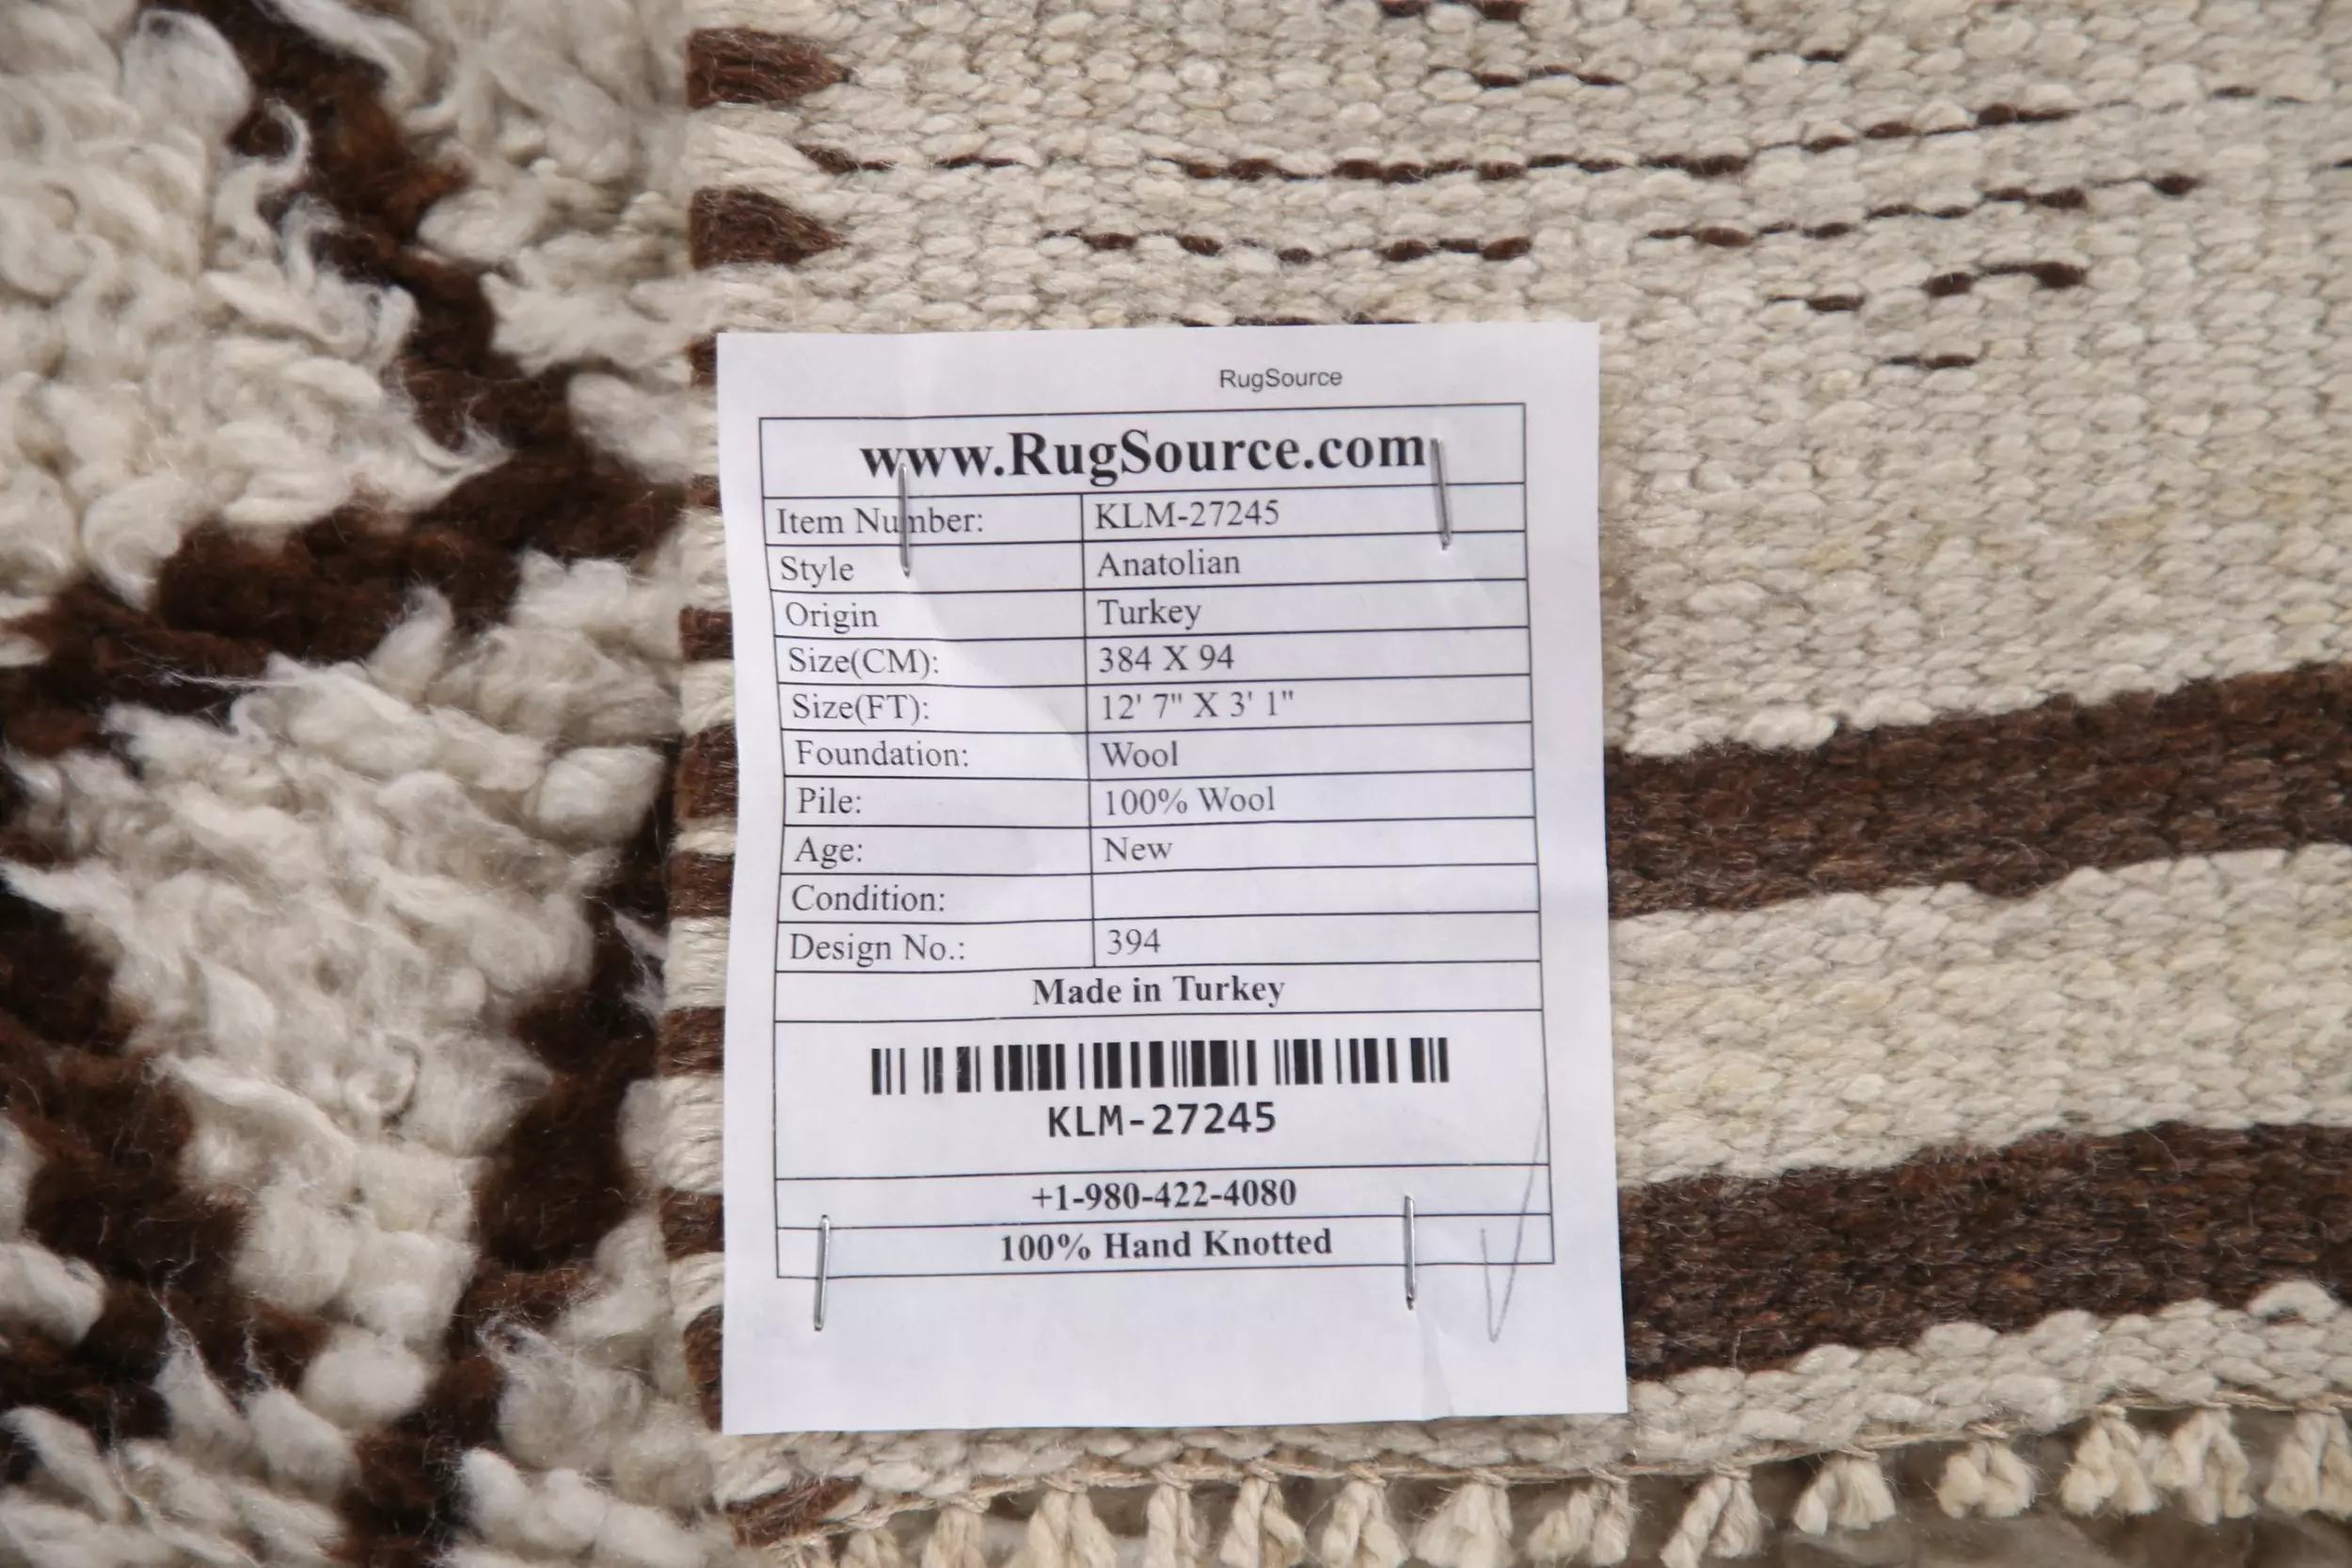 RugSource
www.RugSource.com
Item Number: KLM-27245
Style Anatolian
Origin Turkey
Size(CM): 384 X 94
Size(FT): 12' 7" X 3' 1"
Foundation: Wool
Pile: 100% Wool
Age: New
Condition:
Design No.: 394
Made in Turkey
KLM-27245
+1-980-422-4080
100% Hand Knotted